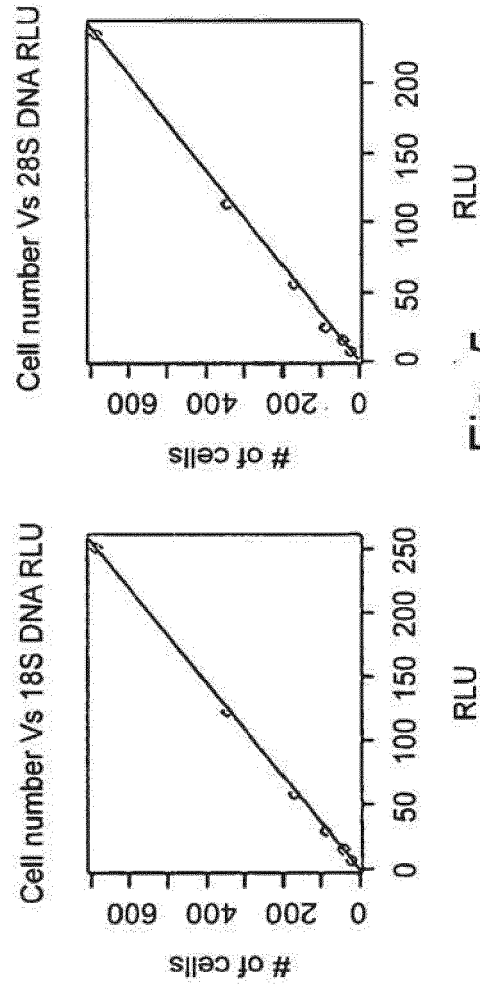 Cell number Vs 18S DNA RLU
# of cells
600
400
200
0
0 50 100 150 200 250
RLU
Cell number Vs 28S DNA RLU
# of cells
600
400
200
0
0 50 100 150 200
RLU